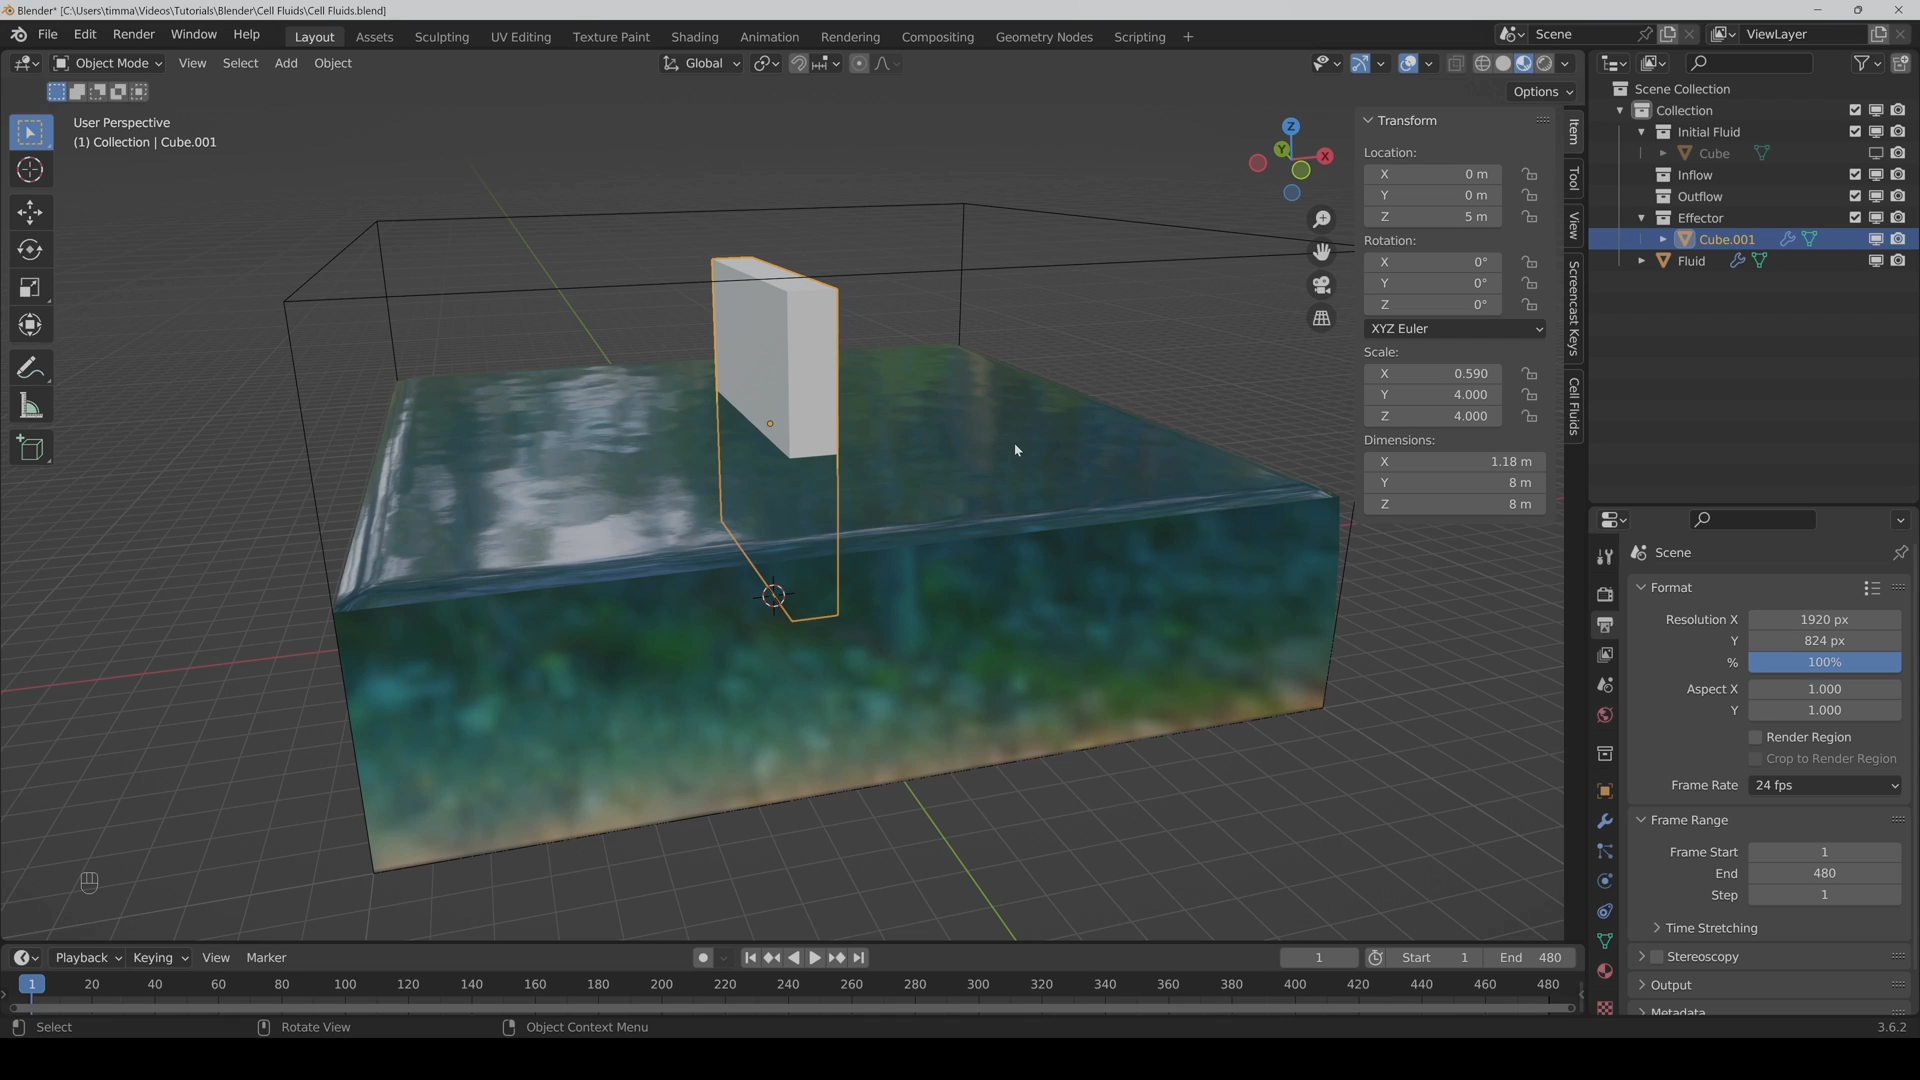 Blender* [C:\Users\timma\Videos\Tutorials\Blender\Cell Fluids\Cell Fluids.blend]
File Edit Render Window Help Layout Assets Sculpting UV Editing Texture Paint Shading Animation Rendering Compositing Geometry Nodes Scripting + Scene ViewLayer
Object Mode View Select Add Object Global
Options
User Perspective
(1) Collection | Cube.001
Z
Y
X
Transform
Location:
X 0 m
Y 0 m
Z 5 m
Rotation:
X 0°
Y 0°
Z 0°
XYZ Euler
Scale:
X 0.590
Y 4.000
Z 4.000
Dimensions:
X 1.18 m
Y 8 m
Z 8 m
Item
Tool
View
Screencast Keys
Cell Fluids
Scene Collection
Collection
Initial Fluid
Cube
Inflow
Outflow
Effector
Cube.001
Fluid
Scene
Format
Resolution X 1920 px
Y 824 px
% 100%
Aspect X 1.000
Y 1.000
Render Region
Crop to Render Region
Frame Rate 24 fps
Frame Range
Frame Start 1
End 480
Step 1
Time Stretching
Stereoscopy
Output
Metadata
Playback Keying View Marker 1 Start 1 End 480
1 20 40 60 80 100 120 140 160 180 200 220 240 260 280 300 320 340 360 380 400 420 440 460 480
Select Rotate View Object Context Menu 3.6.2